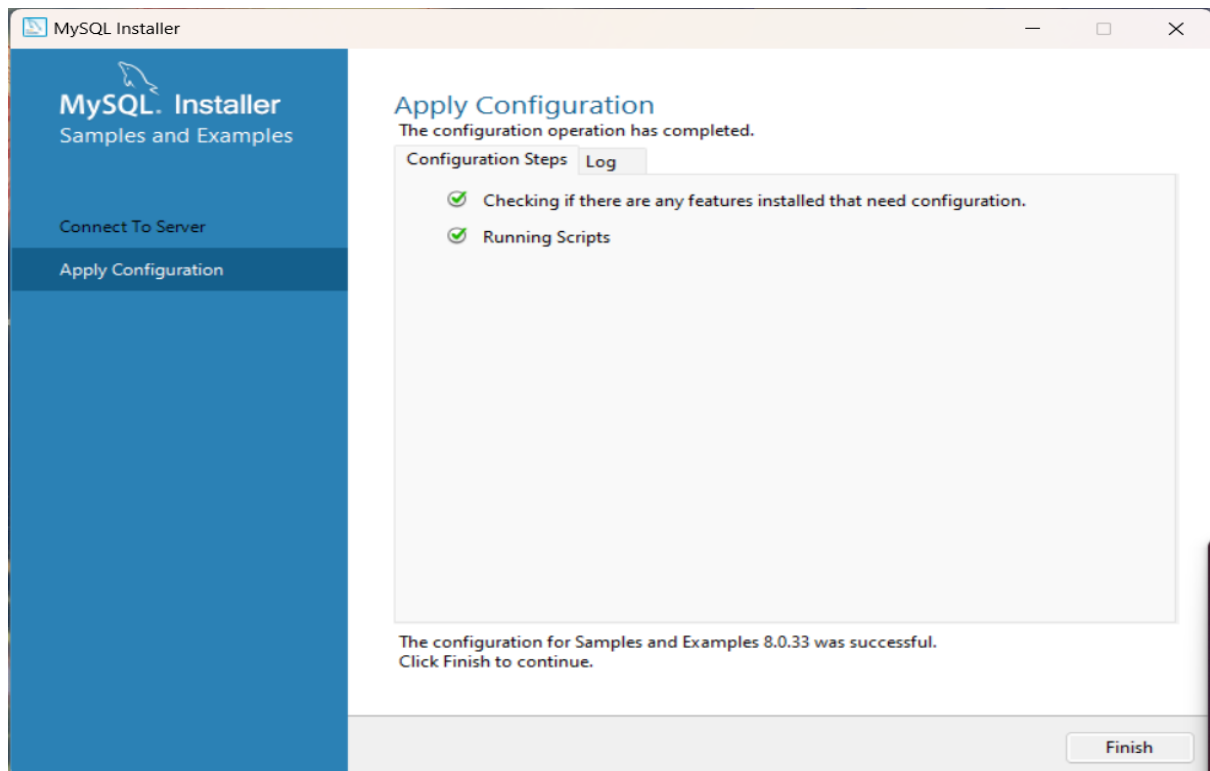 MySQL Installer
MySQL. Installer
Samples and Examples
Connect To Server
Apply Configuration
Apply Configuration
The configuration operation has completed.
Configuration Steps
Log
Checking if there are any features installed that need configuration.
Running Scripts
The configuration for Samples and Examples 8.0.33 was successful.
Click Finish to continue.
Finish